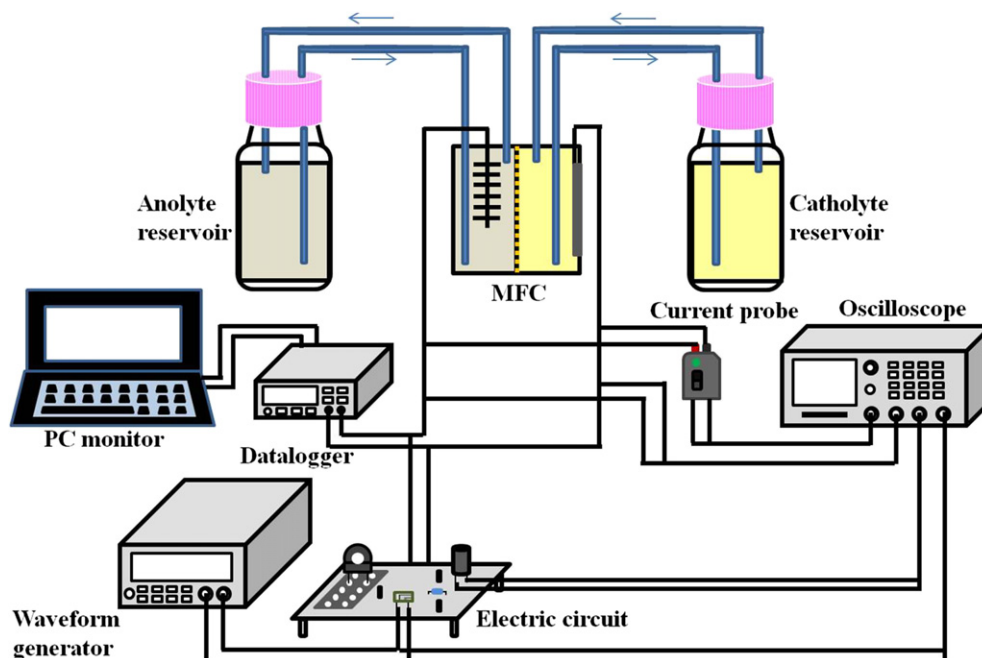 Anolyte
reservoir
Catholyte
reservoir
MFC
Current probe
Oscilloscope
PC monitor
Datalogger
Waveform
generator
Electric circuit